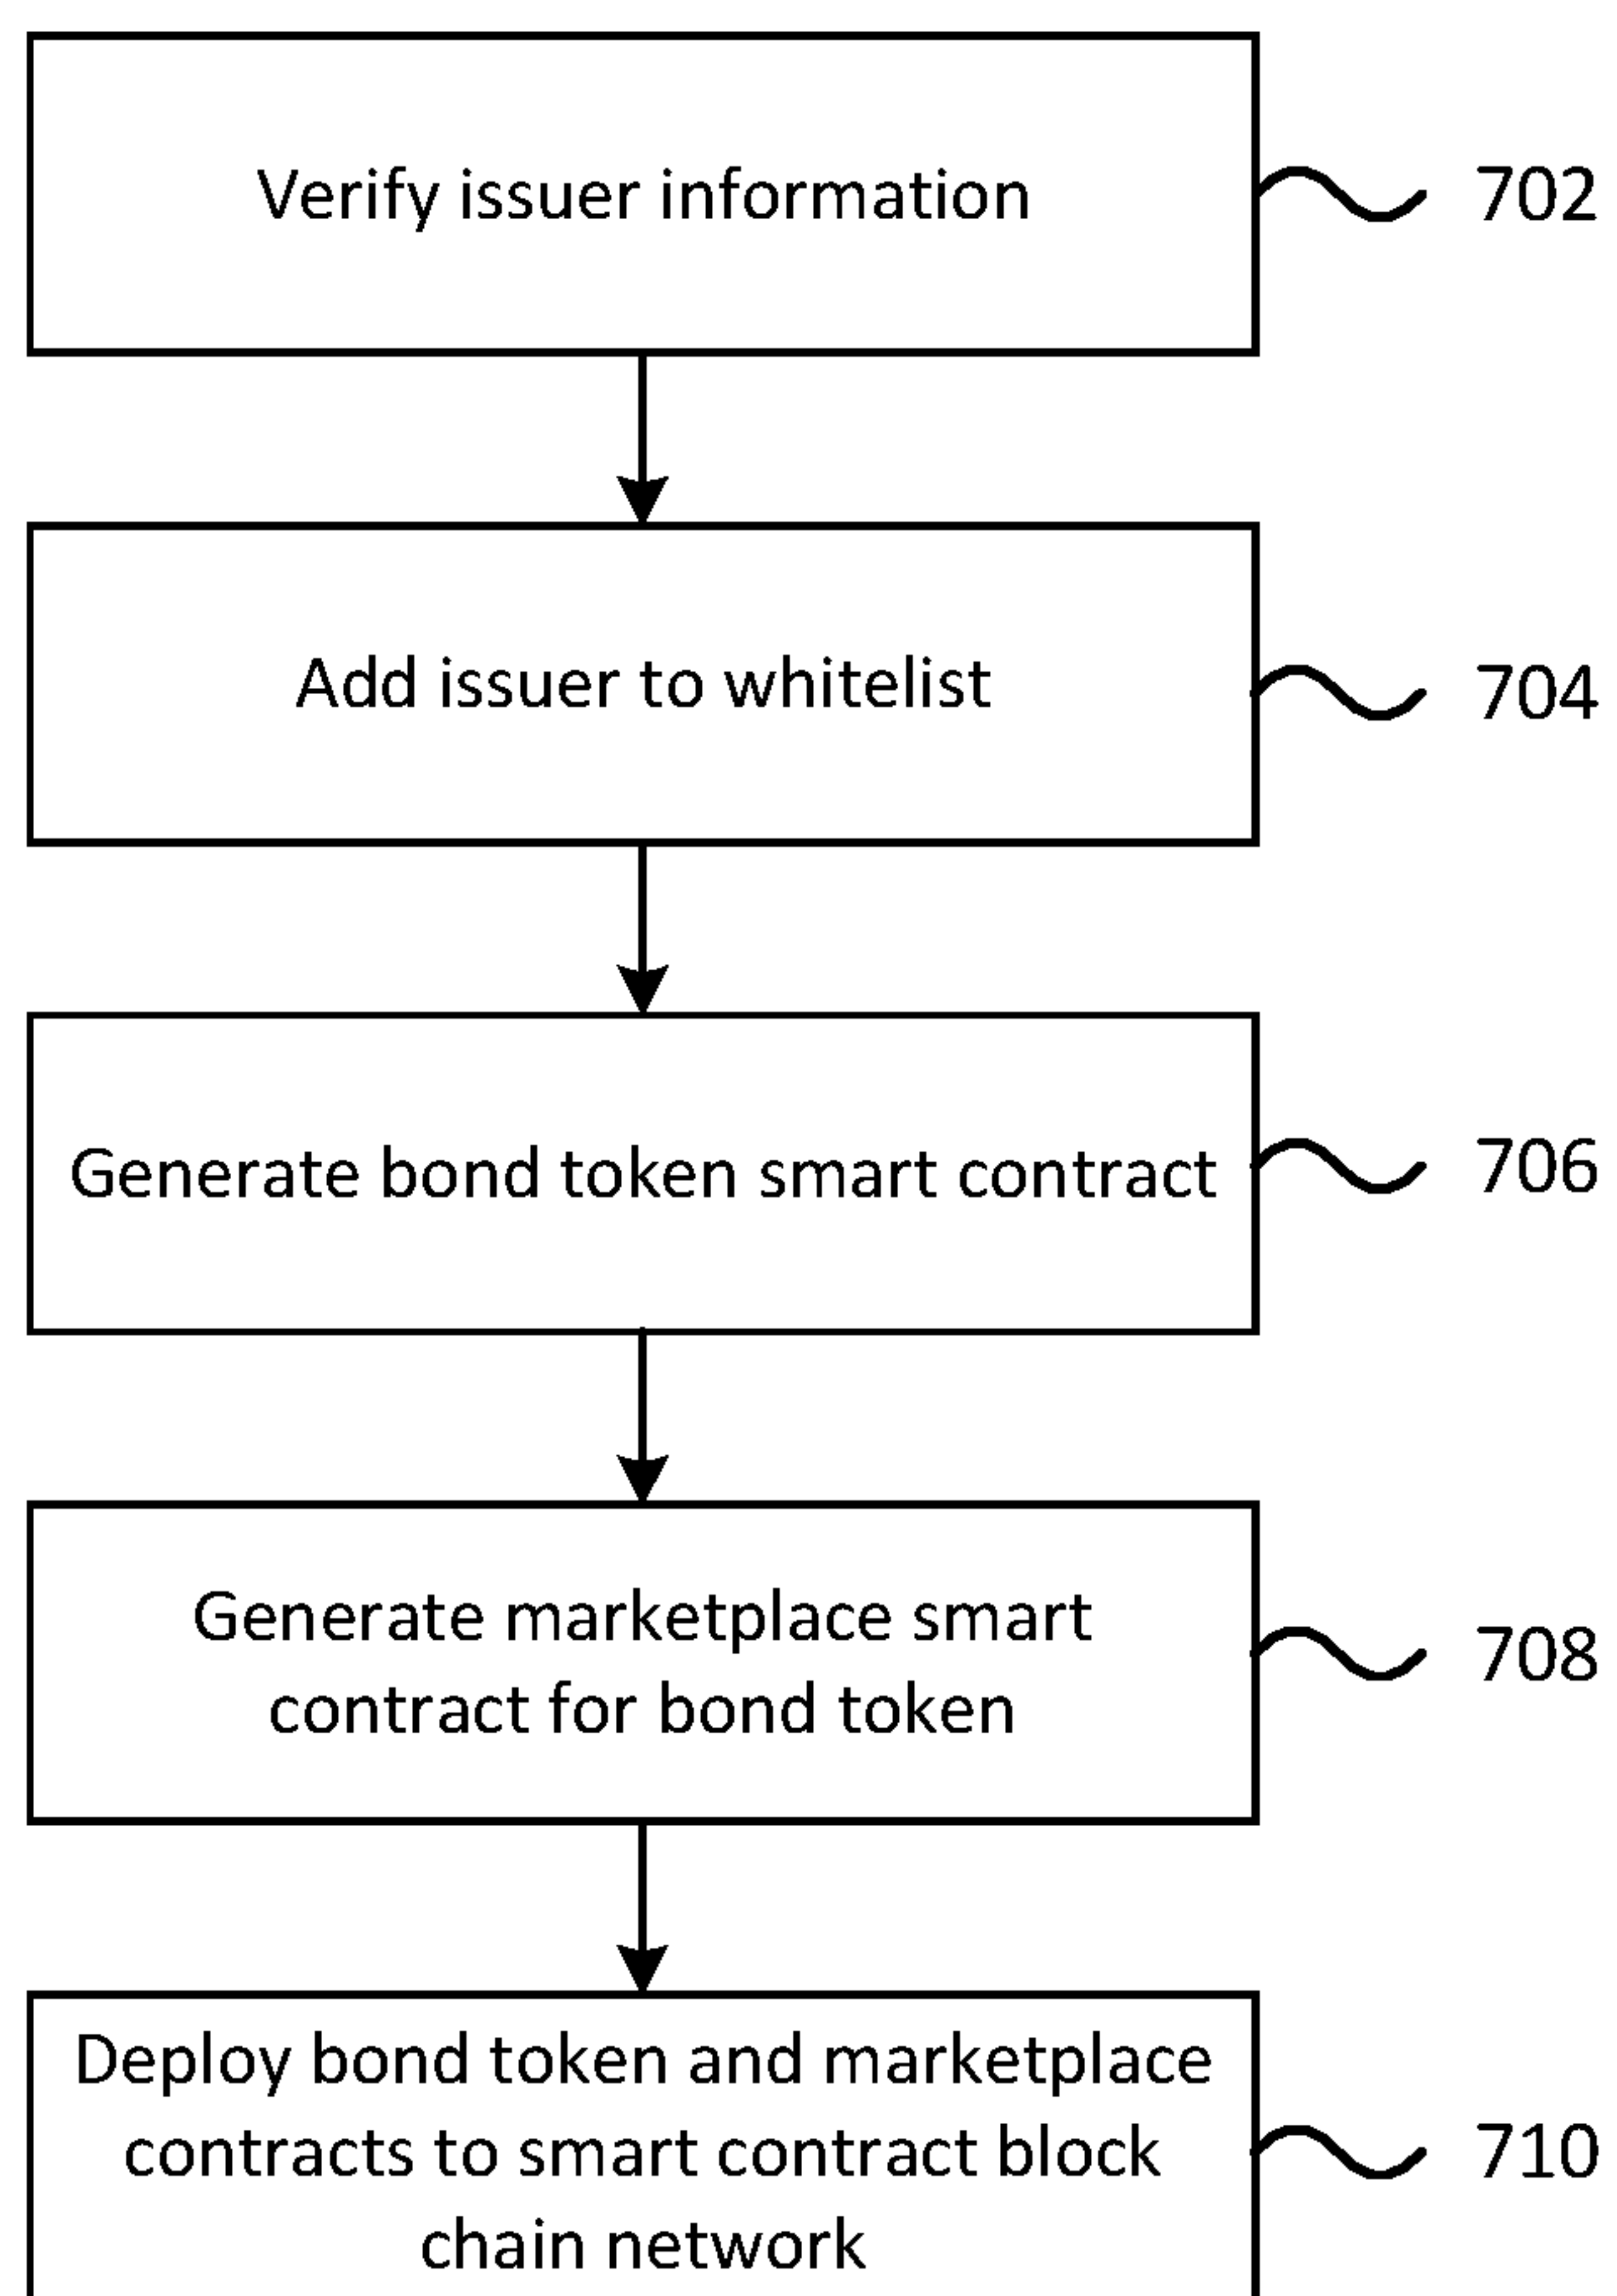 Verify issuer information
702
Add issuer to whitelist
704
Generate bond token smart contract
706
Generate marketplace smart
contract for bond token
708
Deploy bond token and marketplace
contracts to smart contract block
chain network
710